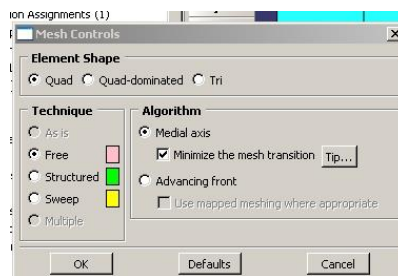 ion Assignments (1)
Mesh Controls
Element Shape
Quad Quad-dominated Tri
Technique
As is
Free
Structured
Sweep
Multiple
Algorithm
Medial axis
Minimize the mesh transition Tip...
Advancing front
Use mapped meshing where appropriate
OK Defaults Cancel